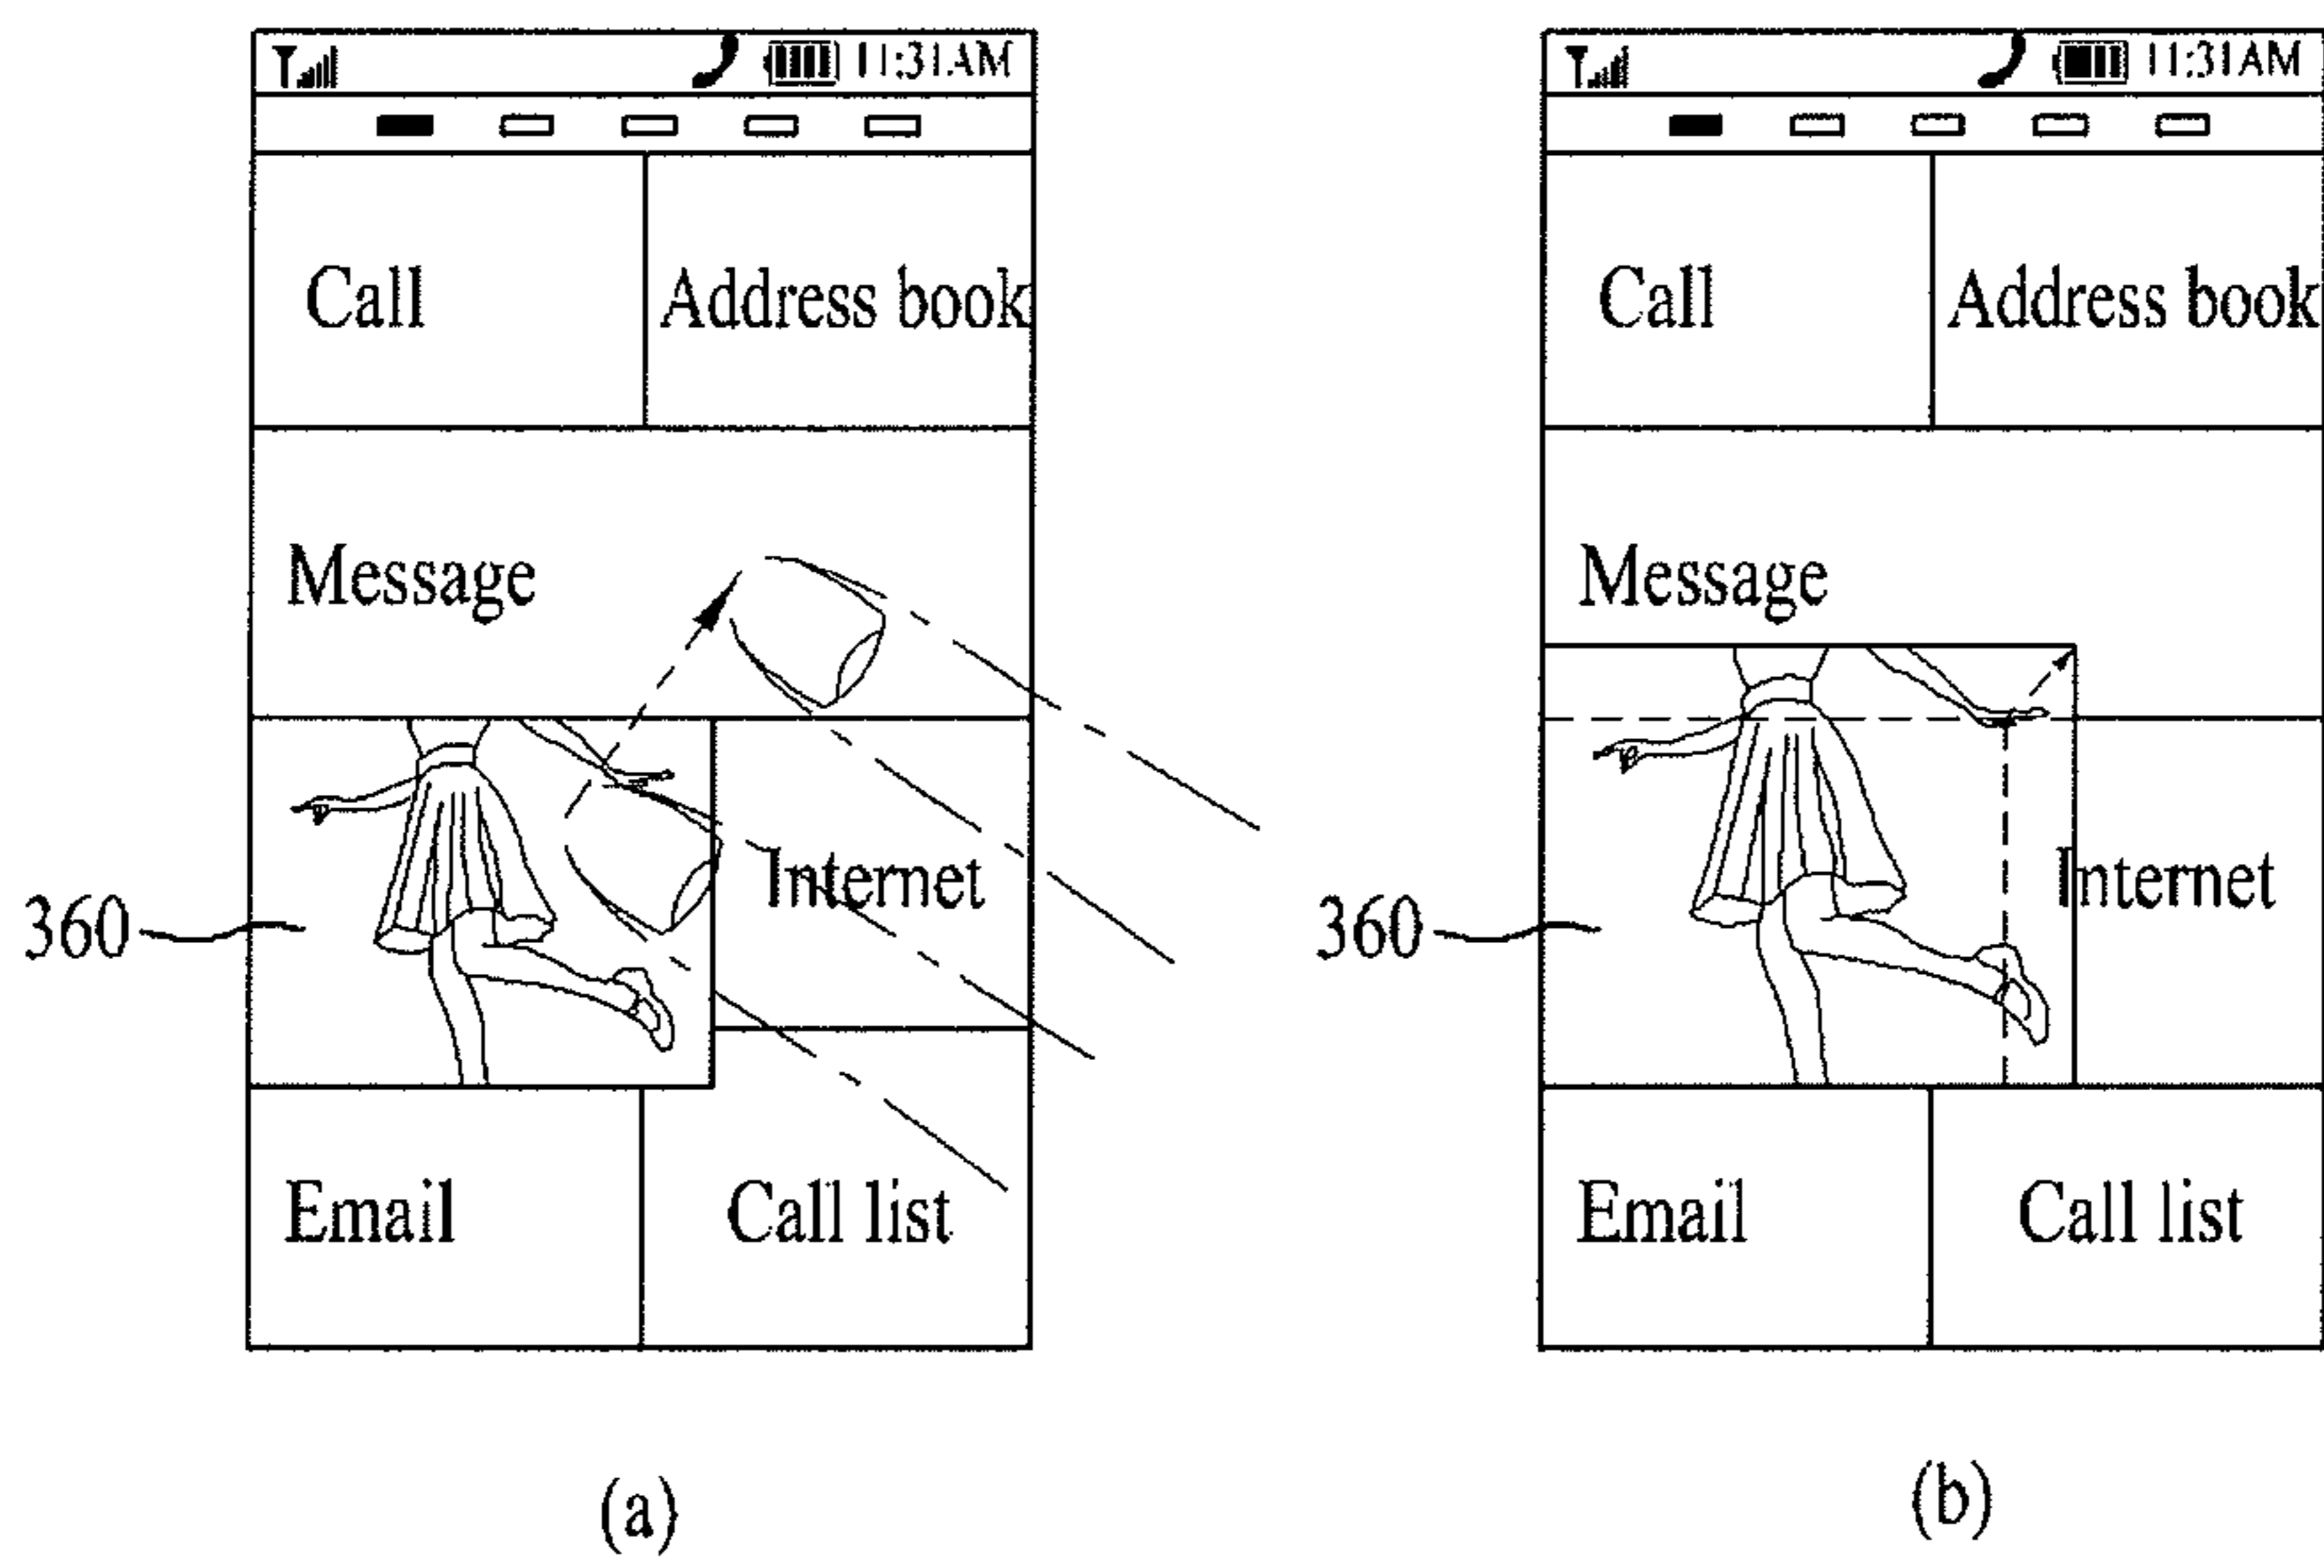 11:31AM
Call Address book
Message
Internet
360
Email Call list
(a)
11:31AM
Call Address book
Message
Internet
360
Email Call list
(b)